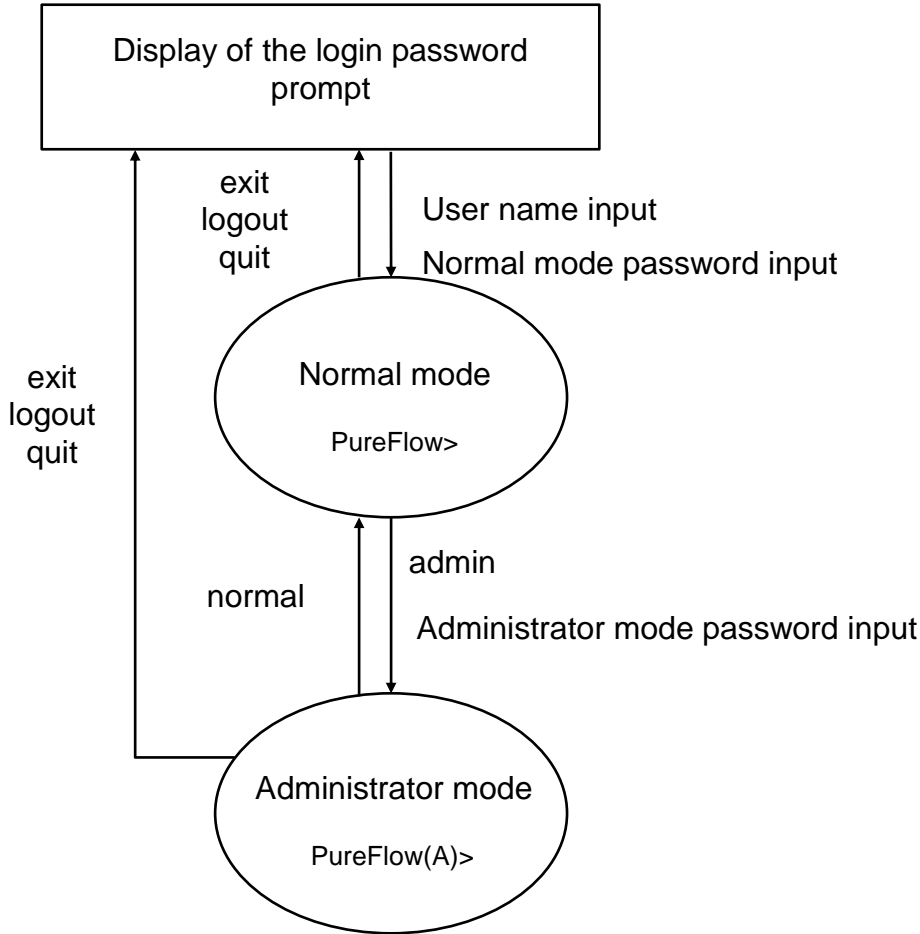 Display of the login password
prompt
exit
logout
quit
User name input
Normal mode password input
Normal mode
PureFlow>
exit
logout
quit
admin
normal
Administrator mode password input
Administrator mode
PureFlow(A)>